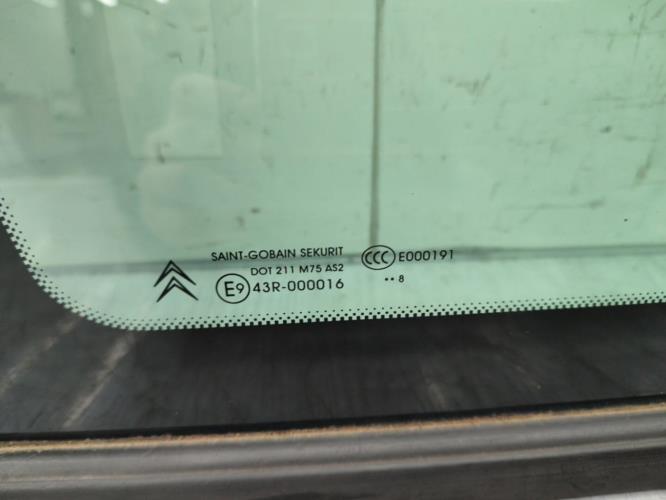 SAINT-GOBAIN SEKURIT
DOT 211 M75 AS2
E9 43R-000016
CCC E000191
•• 8